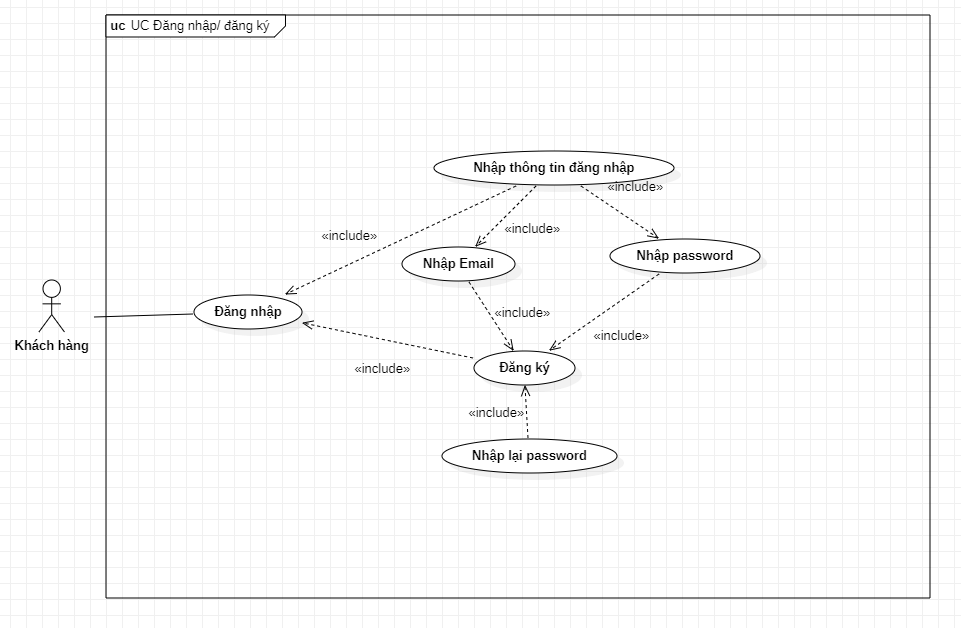 uc UC Đăng nhập/ đăng ký
Nhập thông tin đăng nhập
«include»
«include»
«include»
Nhập Email
Nhập password
Đăng nhập
«include»
«include»
Khách hàng
«include»
Đăng ký
«include»
Nhập lại password